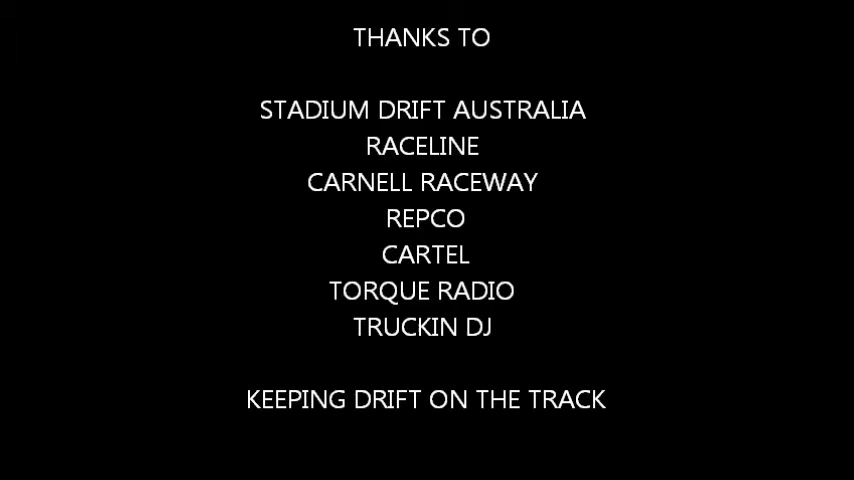 THANKS TO
STADIUM DRIFT AUSTRALIA
RACELINE
CARNELL RACEWAY
REPCO
CARTEL
TORQUE RADIO
TRUCKIN DJ
KEEPING DRIFT ON THE TRACK